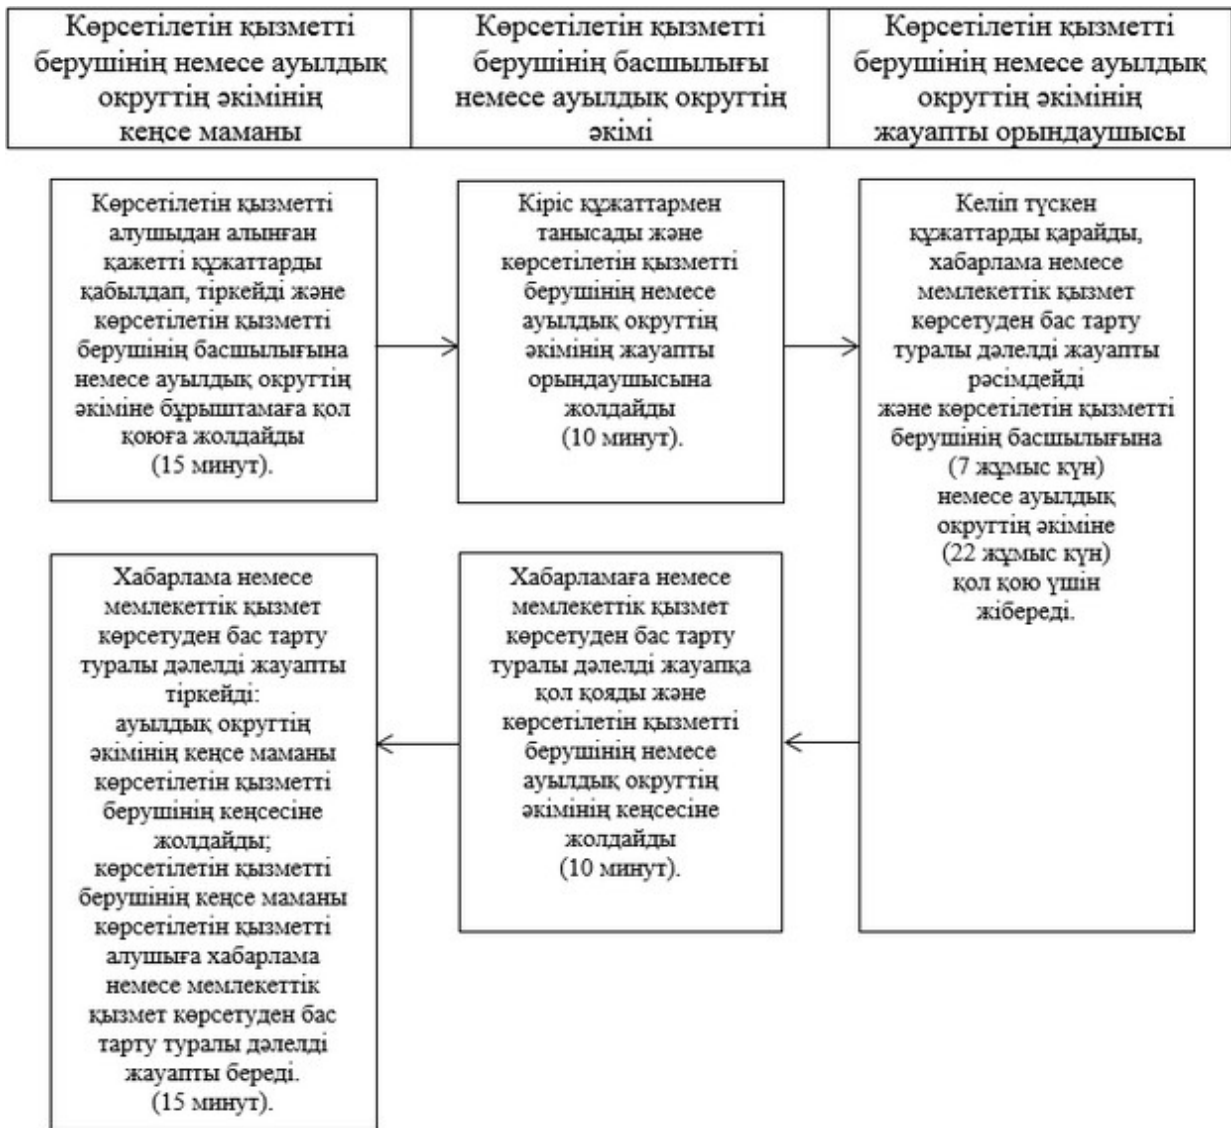 Көрсетілетін қызметті
берушінің немесе ауылдық
округтің әкімінің
кеңсе маманы
Көрсетілетін қызметті
берушінің басшылығы
немесе ауылдық округтің
әкімі
Көрсетілетін қызметті
берушінің немесе ауылдық
округтің әкімінің
жауапты орындаушысы
Көрсетілетін қызметті
алушыдан алынған
қажетті құжаттарды
қабылдап, тіркейді және
көрсетілетін қызметті
берушінің басшылығына
немесе ауылдық округтің
әкіміне бұрыштамаға қол
қоюға жолдайды
(15 минут).
Кіріс құжаттармен
танысады және
көрсетілетін қызметті
берушінің немесе
ауылдық округтің
әкімінің жауапты
орындаушысына
жолдайды
(10 минут).
Келіп түскен
құжаттарды қарайды,
хабарлама немесе
мемлекеттік қызмет
көрсетуден бас тарту
туралы дәлелді жауапты
рәсімдейді
және көрсетілетін қызметті
берушінің басшылығына
(7 жұмыс күн)
немесе ауылдық
округтің әкіміне
(22 жұмыс күн)
қол қою үшін
жібереді.
Хабарлама немесе
мемлекеттік қызмет
көрсетуден бас тарту
туралы дәлелді жауапты
тіркейді:
ауылдық округтің
әкімінің кеңсе маманы
көрсетілетін қызметті
берушінің кеңсесіне
жолдайды;
көрсетілетін қызметті
берушінің кеңсе маманы
көрсетілетін қызметті
алушыға хабарлама
немесе мемлекеттік
қызмет көрсетуден бас
тарту туралы дәлелді
жауапты береді.
(15 минут).
Хабарламаға немесе
мемлекеттік қызмет
көрсетуден бас тарту
туралы дәлелді жауапқа
қол қояды және
көрсетілетін қызметті
берушінің немесе
ауылдық округтің
әкімінің кеңсесіне
жолдайды
(10 минут).